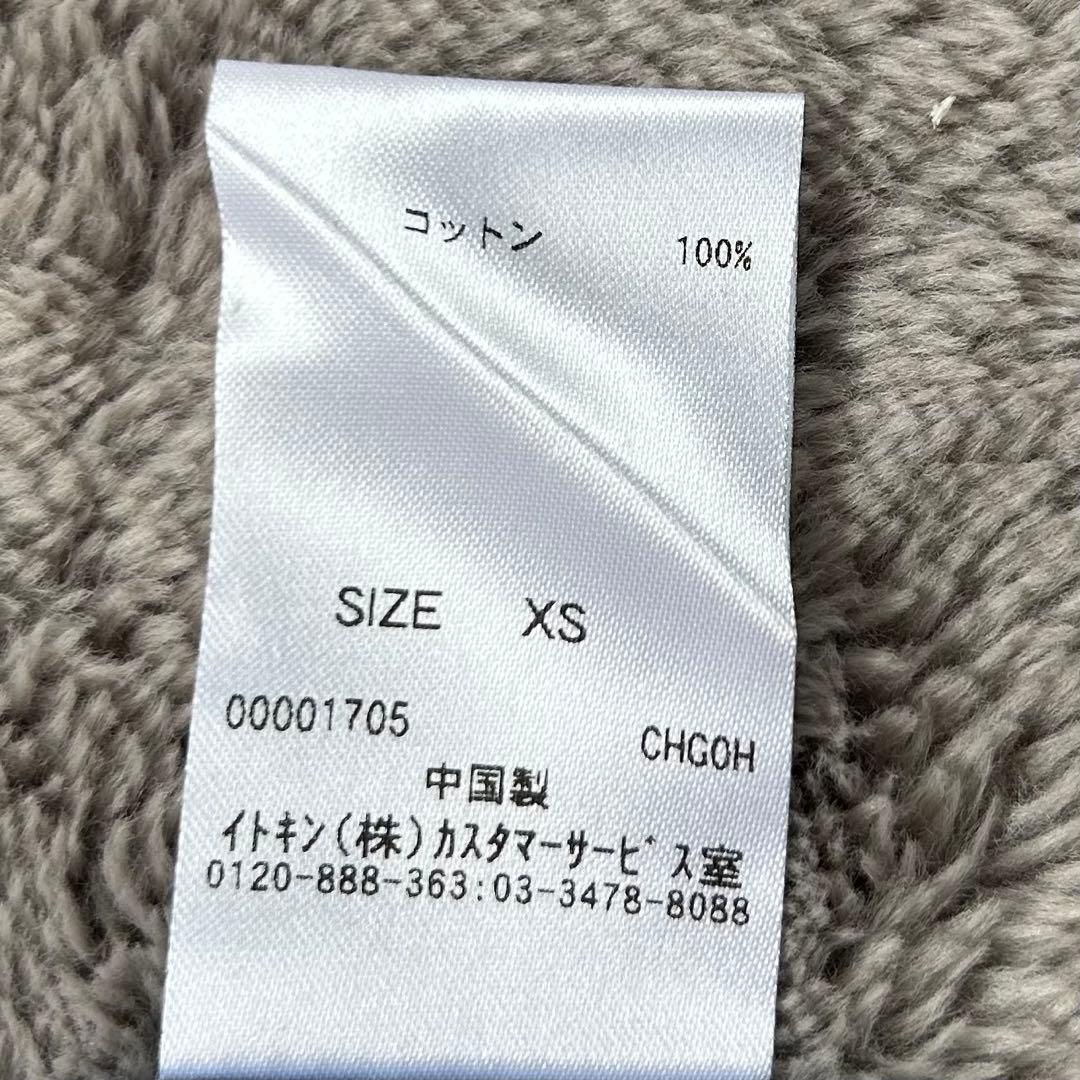 コットン 100%
SIZE XS
00001705 CHG0H
中国製
イトキン(株)カスタマーサービス室
0120-888-363:03-3478-8088